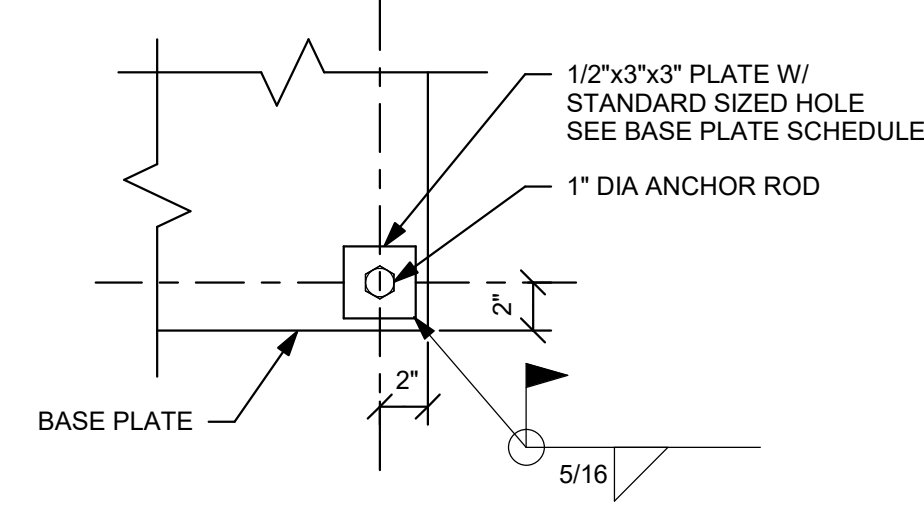 1/2"x3"x3" PLATE W/
STANDARD SIZED HOLE
SEE BASE PLATE SCHEDULE
1" DIA ANCHOR ROD
2"
2"
BASE PLATE
5/16